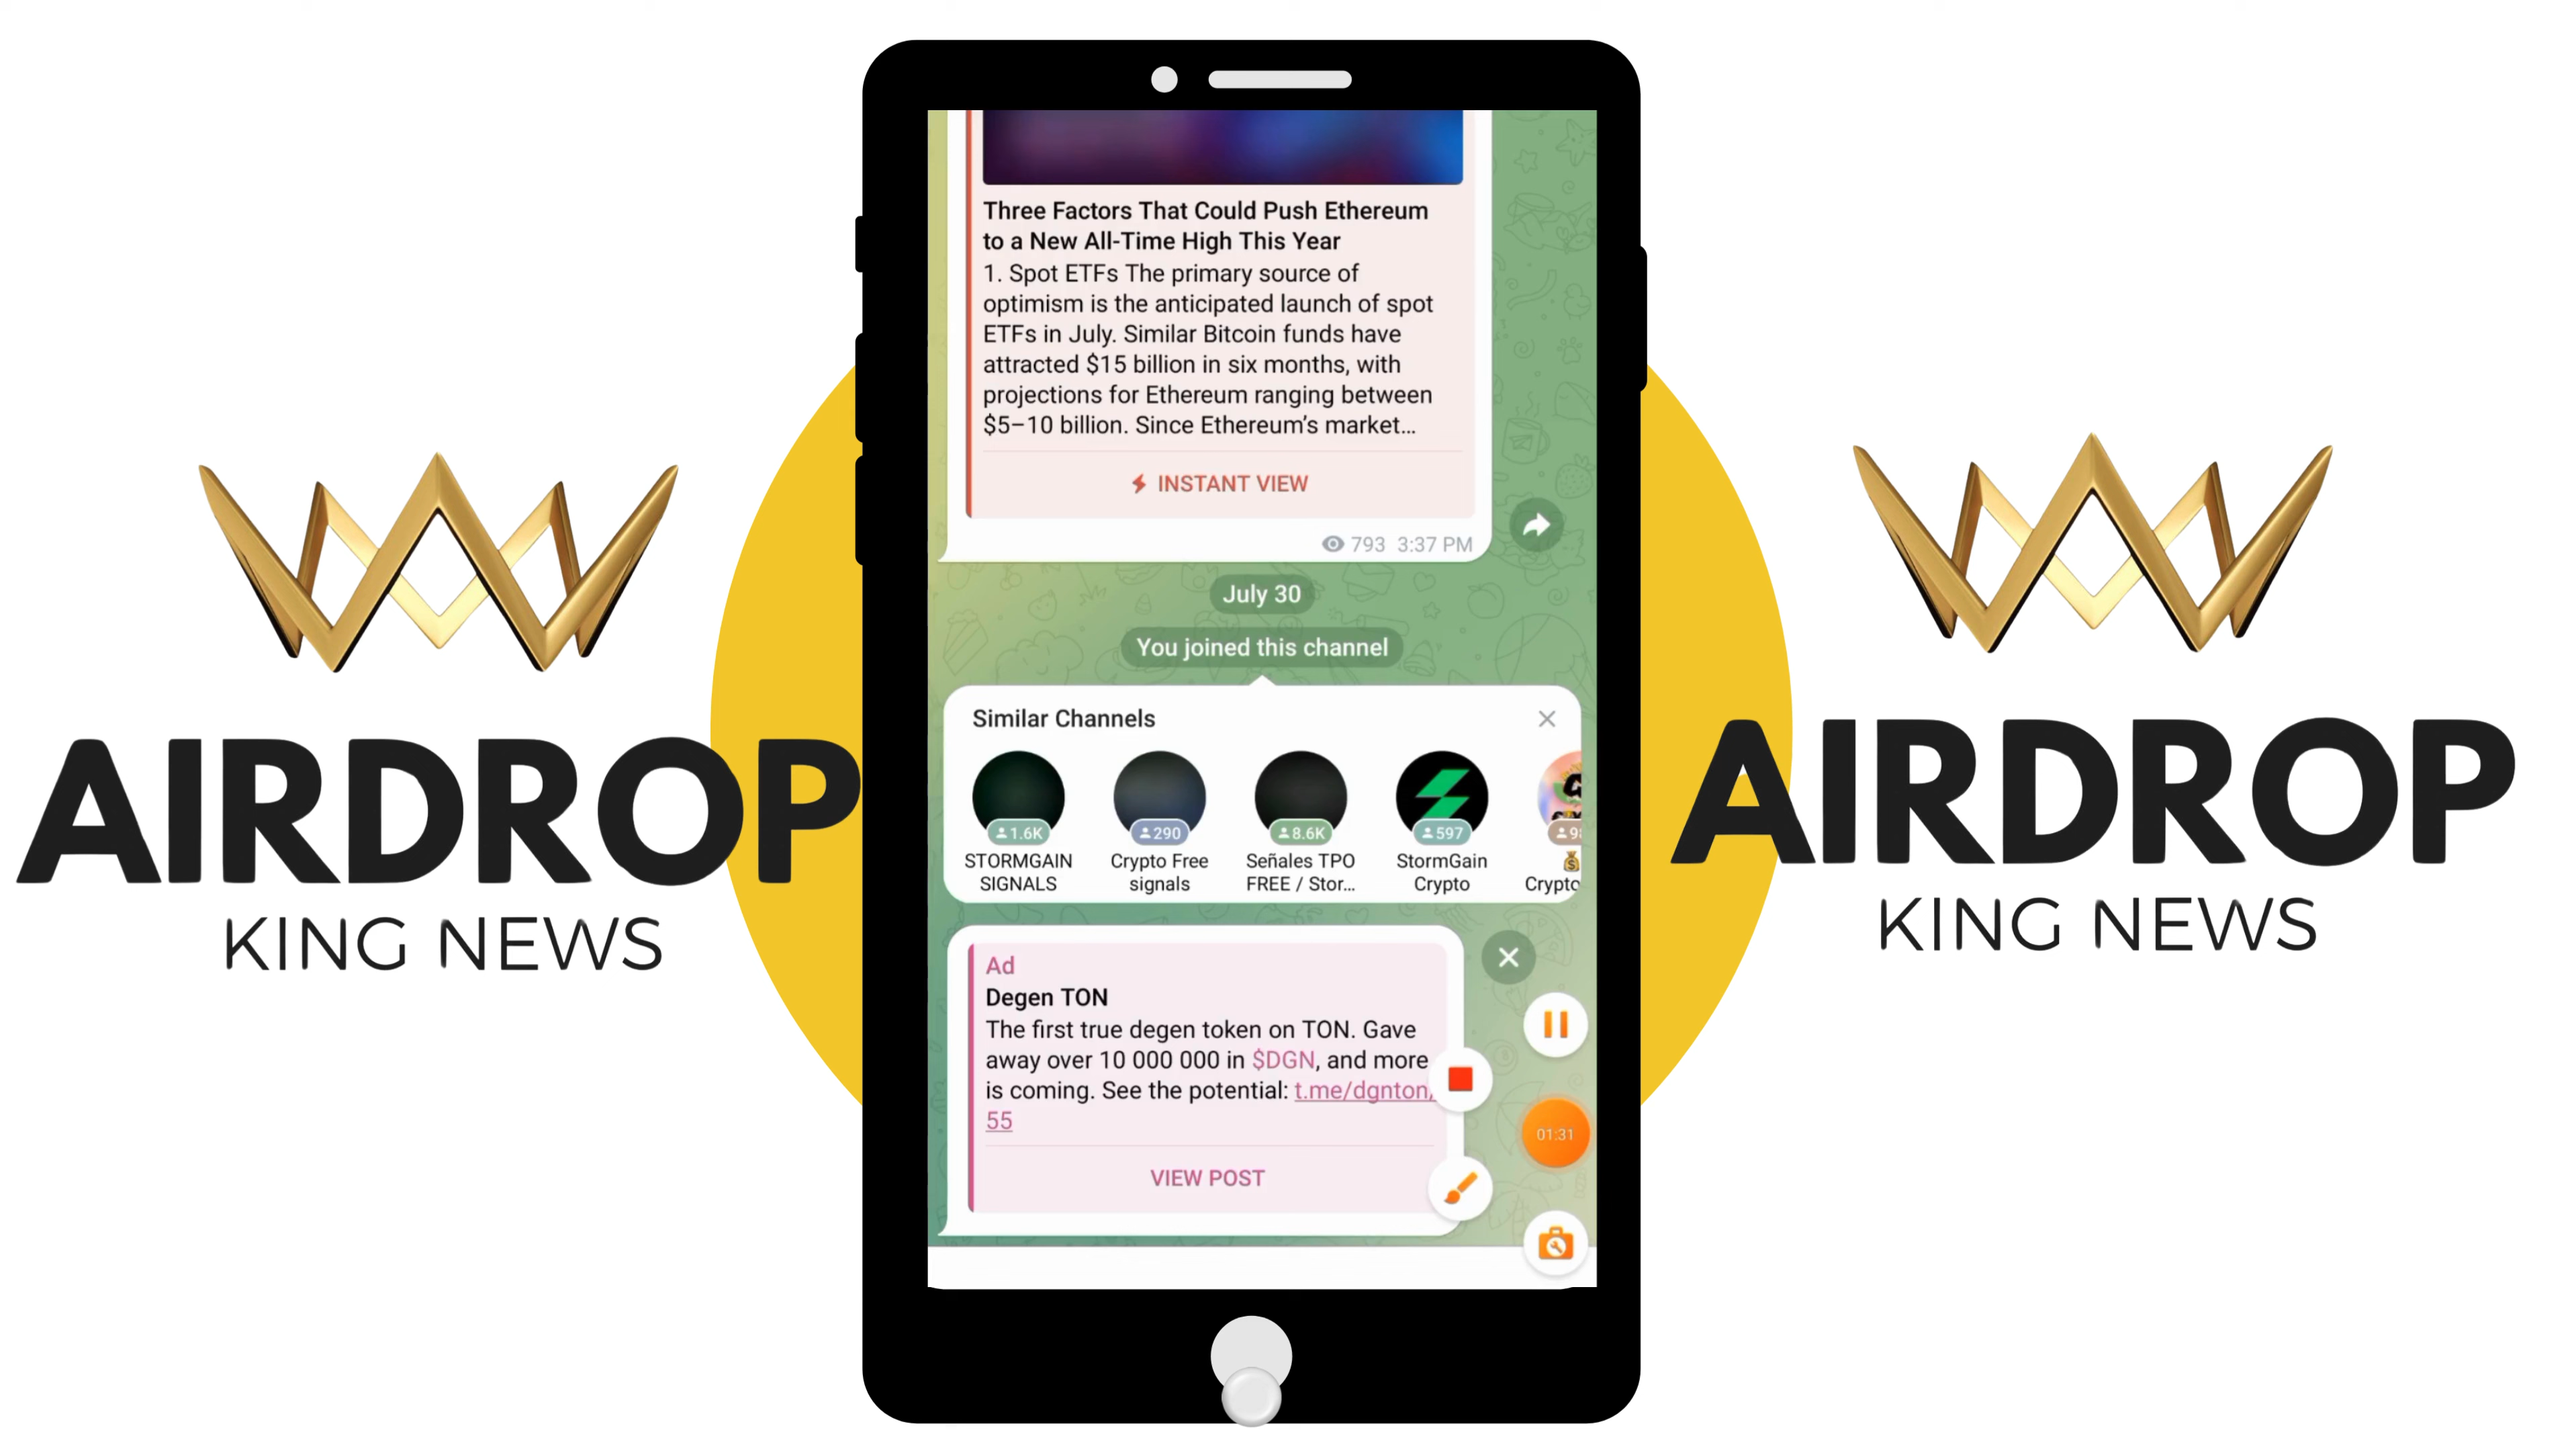 AIRDROP
KING NEWS
Three Factors That Could Push Ethereum
to a New All-Time High This Year
1. Spot ETFs The primary source of
optimism is the anticipated launch of spot
ETFs in July. Similar Bitcoin funds have
attracted $15 billion in six months, with
projections for Ethereum ranging between
$5–10 billion. Since Ethereum's market...
INSTANT VIEW
793 3:37 PM
July 30
You joined this channel
Similar Channels
1.6K
STORMGAIN
SIGNALS
290
Crypto Free
signals
8.6K
Señales TPO
FREE / Stor...
597
StormGain
Crypto
Crypto
Ad
Degen TON
The first true degen token on TON. Gave
away over 10 000 000 in $DGN, and more
is coming. See the potential: t.me/dgnton/
55
VIEW POST
01:31
AIRDROP
KING NEWS